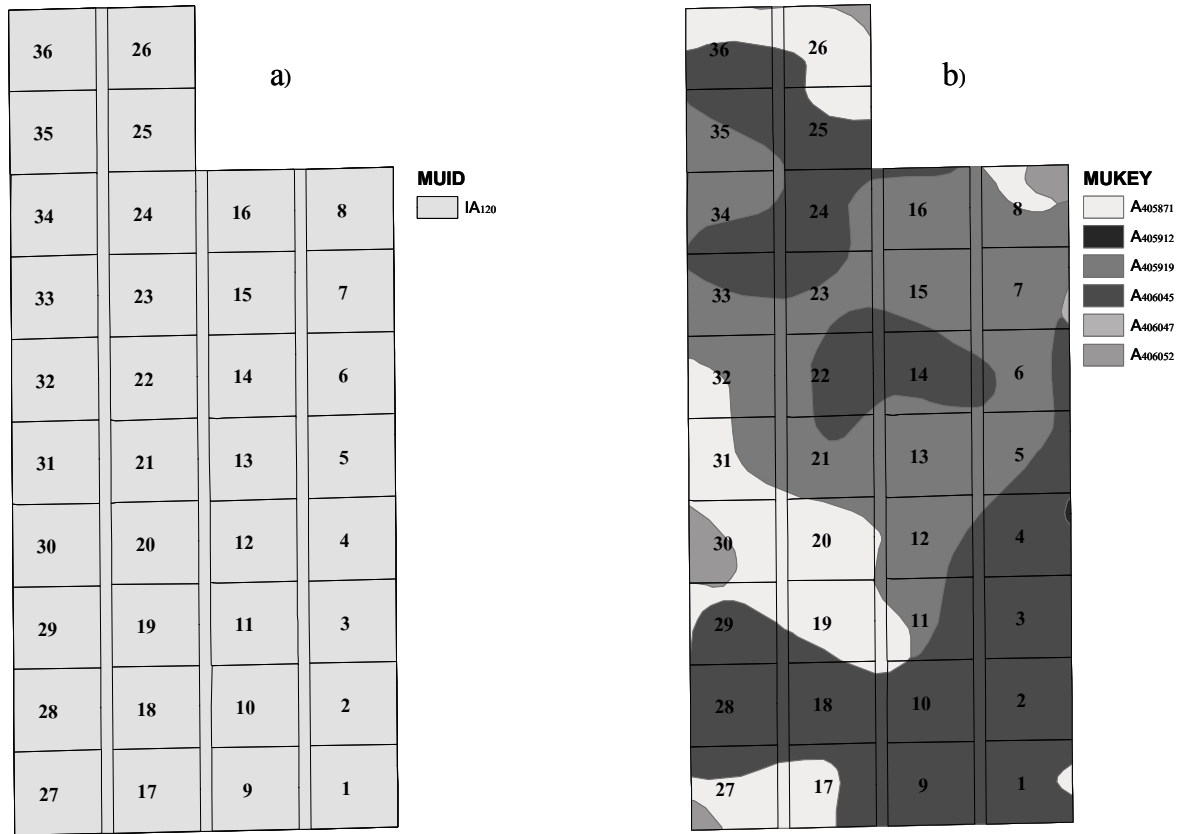 a)
36 26
35 25
34 24 16 8
33 23 15 7
32 22 14 6
31 21 13 5
30 20 12 4
29 19 11 3
28 18 10 2
27 17 9 1
MUID
IA120
b)
36 26
35 25
34 24 16 8
33 23 15 7
32 22 14 6
31 21 13 5
30 20 12 4
29 19 11 3
28 18 10 2
27 17 9 1
MUKEY
A405871
A405912
A405919
A406045
A406047
A406052